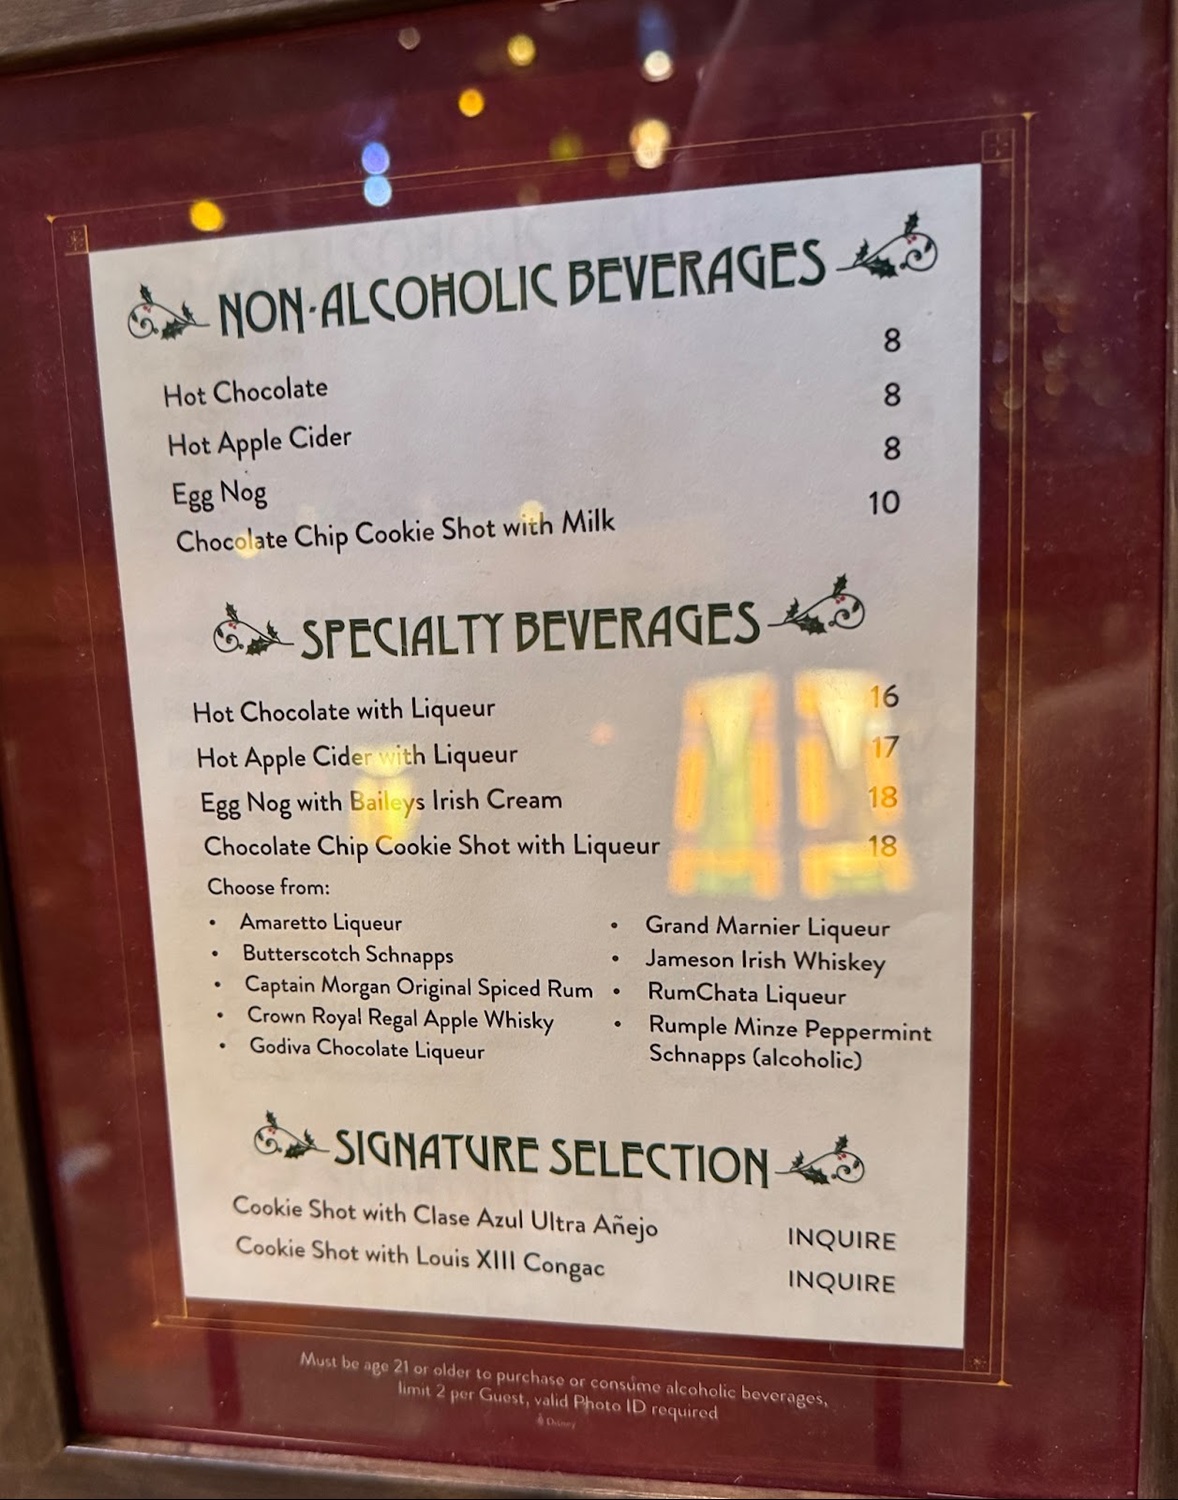 NON-ALCOHOLIC BEVERAGES
Hot Chocolate 8
Hot Apple Cider 8
Egg Nog 8
Chocolate Chip Cookie Shot with Milk 10
SPECIALTY BEVERAGES
Hot Chocolate with Liqueur 16
Hot Apple Cider with Liqueur 17
Egg Nog with Baileys Irish Cream 18
Chocolate Chip Cookie Shot with Liqueur 18
Choose from:
• Amaretto Liqueur
• Butterscotch Schnapps
• Captain Morgan Original Spiced Rum
• Crown Royal Regal Apple Whisky
• Godiva Chocolate Liqueur
• Grand Marnier Liqueur
• Jameson Irish Whiskey
• RumChata Liqueur
• Rumple Minze Peppermint
Schnapps (alcoholic)
SIGNATURE SELECTION
Cookie Shot with Clase Azul Ultra Añejo INQUIRE
Cookie Shot with Louis XIII Congac INQUIRE
Must be age 21 or older to purchase or consume alcoholic beverages,
limit 2 per Guest, valid Photo ID required
Disney